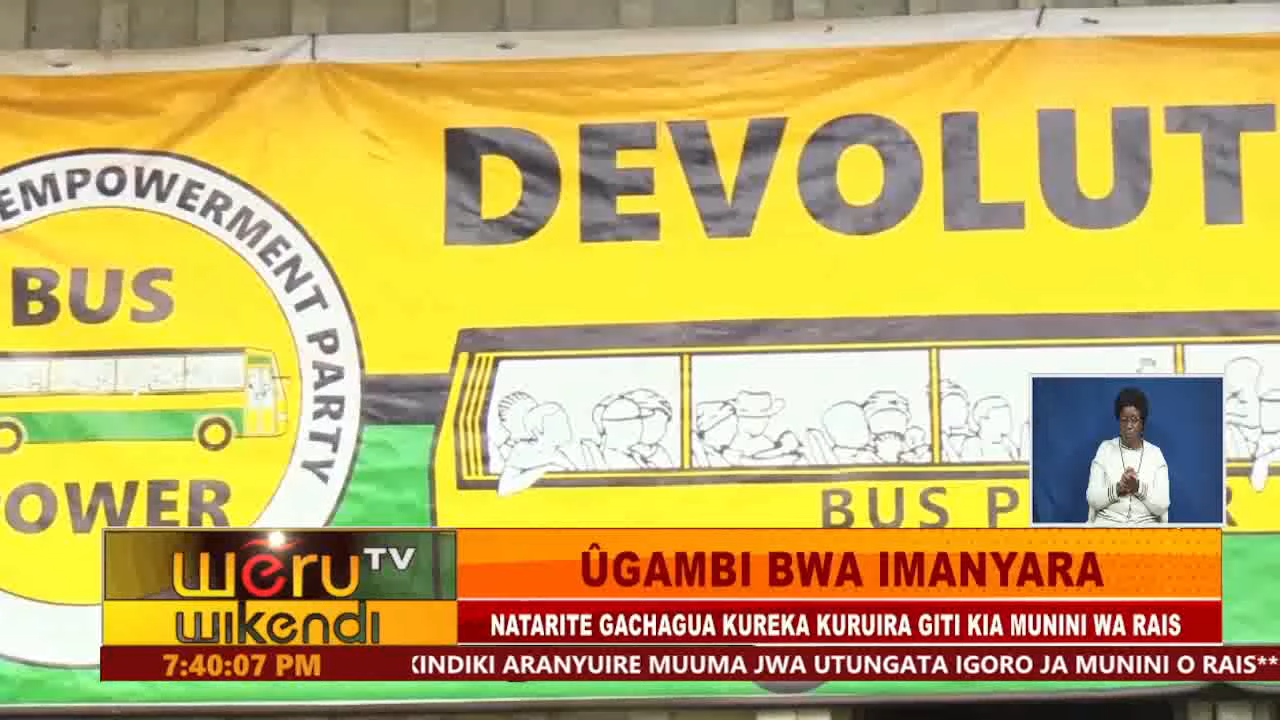 DEVOLUT
EMPOWERMENT PARTY
BUS
OWER
BUS P R
weru TV
wikendi
ÛGAMBI BWA IMANYARA
NATARITE GACHAGUA KUREKA KURUIRA GITI KIA MUNINI WA RAIS
7:40:07 PM
KINDIKI ARANYUIRE MUUMA JWA UTUNGATA IGORO JA MUNINI O RAIS**